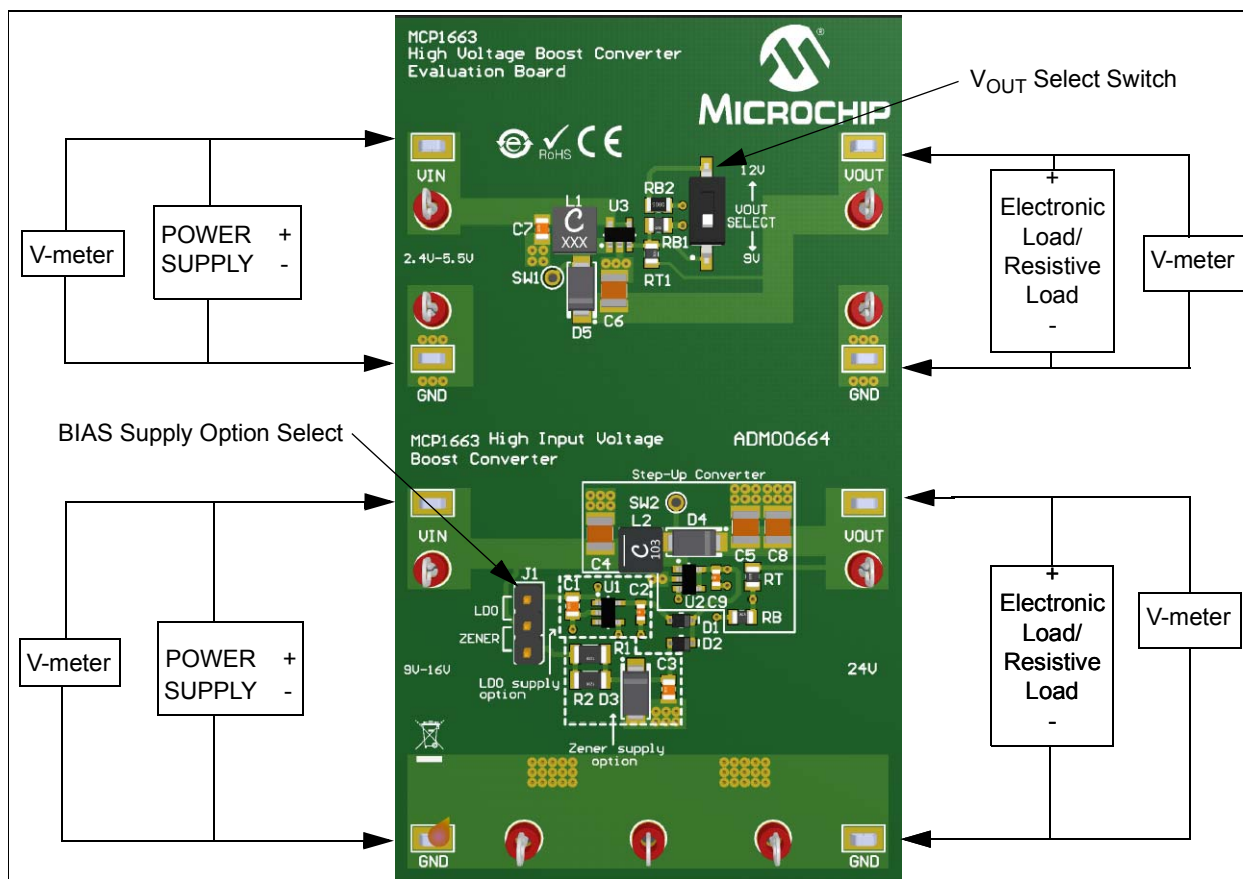 MCP1663
High Voltage Boost Converter
Evaluation Board
MICROCHIP
VOUT Select Switch
RoHS
CE
VIN
2.4V-5.5V
GND
C7
L1
C
XXX
U3
SW1
D5
C6
RB2
RB1
RT1
12V
VOUT
SELECT
9V
VOUT
GND
V-meter
POWER +
SUPPLY -
+
Electronic
Load/
Resistive
Load
-
V-meter
BIAS Supply Option Select
MCP1663 High Input Voltage
Boost Converter
ADM00664
Step-Up Converter
VIN
J1
LDO
ZENER
9V-16V
C4
SW2
L2
C
103
D4
C5
C8
VOUT
C1
U1
C2
U2
C9
RT
RB
D1
D2
R1
R2
D3
C3
LDO supply
option
Zener supply
option
24V
GND
GND
V-meter
POWER +
SUPPLY -
+
Electronic
Load/
Resistive
Load
-
V-meter